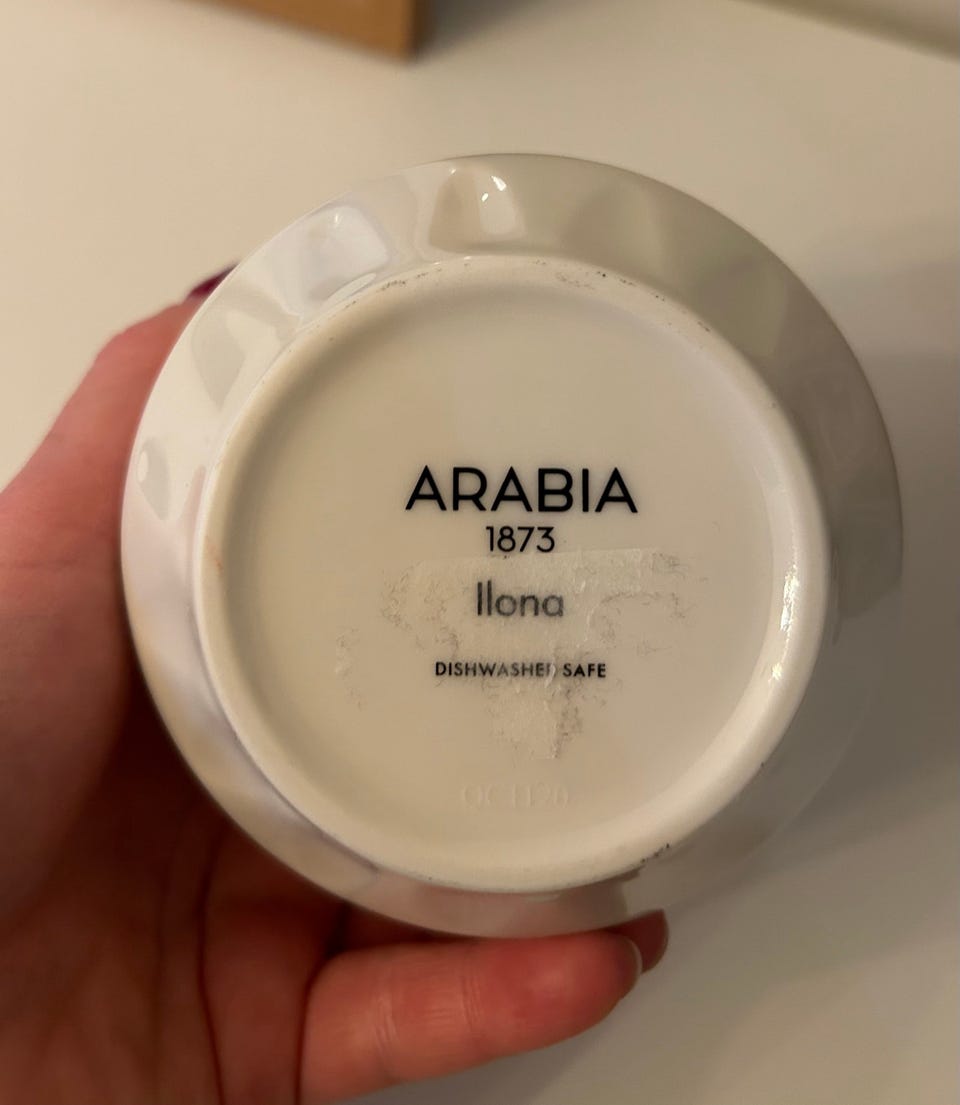 ARABIA
1873
Ilona
DISHWASHER SAFE